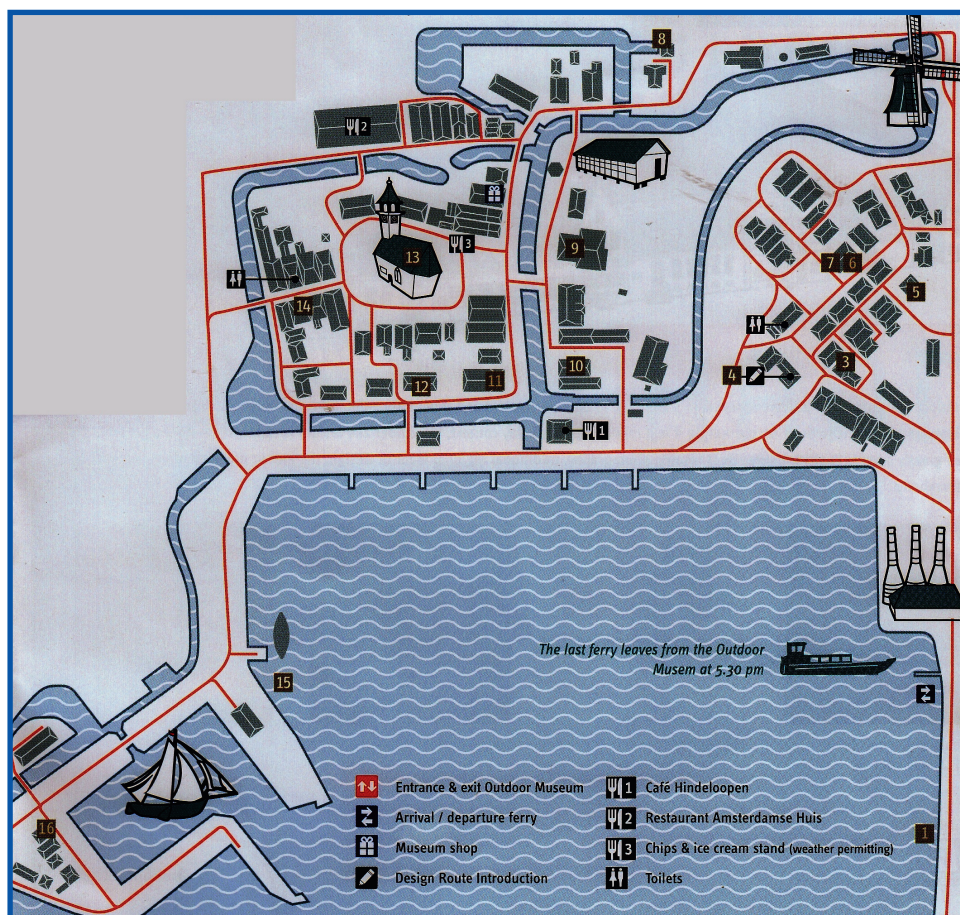 8
2
3
13
9
7 6
5
14
4
3
12
11
10
1
The last ferry leaves from the Outdoor
Musem at 5.30 pm
15
Entrance & exit Outdoor Museum
1 Café Hindeloopen
Arrival / departure ferry
2 Restaurant Amsterdamse Huis
16
1
Museum shop
3 Chips & ice cream stand (weather permitting)
Design Route Introduction
Toilets